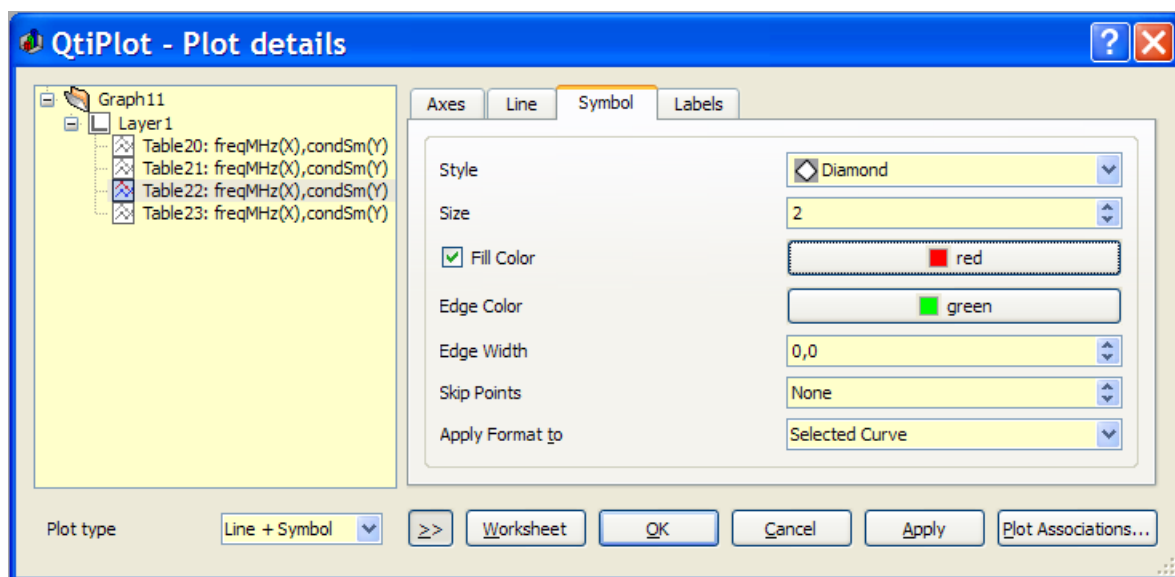 QtiPlot - Plot details
Graph11
Layer1
Table20: freqMHz(X),condSm(Y)
Table21: freqMHz(X),condSm(Y)
Table22: freqMHz(X),condSm(Y)
Table23: freqMHz(X),condSm(Y)
Axes Line Symbol Labels
Style Diamond
Size 2
Fill Color red
Edge Color green
Edge Width 0,0
Skip Points None
Apply Format to Selected Curve
Plot type Line + Symbol >> Worksheet OK Cancel Apply Plot Associations...